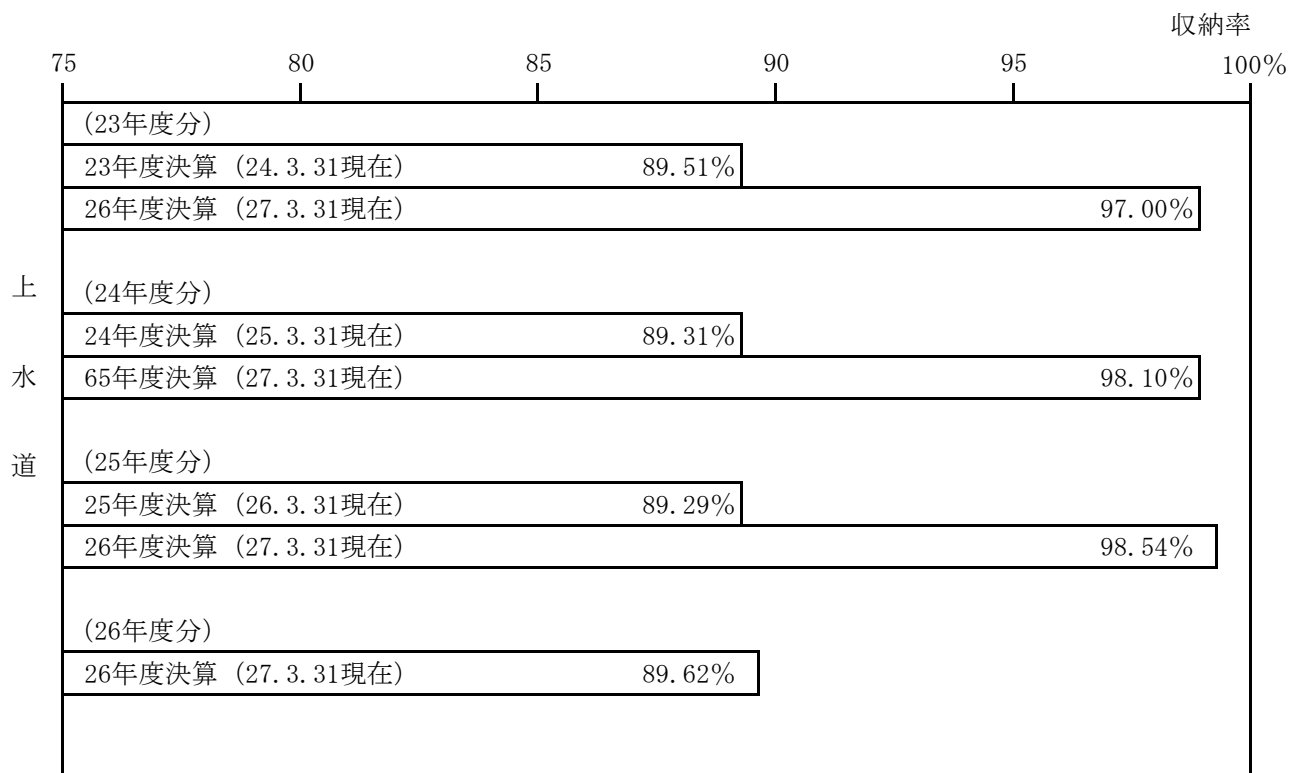 収納率
75 80 85 90 95 100%
(23年度分)
23年度決算 (24.3.31現在) 89.51%
26年度決算 (27.3.31現在) 97.00%
(24年度分)
24年度決算 (25.3.31現在) 89.31%
65年度決算 (27.3.31現在) 98.10%
(25年度分)
25年度決算 (26.3.31現在) 89.29%
26年度決算 (27.3.31現在) 98.54%
(26年度分)
26年度決算 (27.3.31現在) 89.62%
上水道